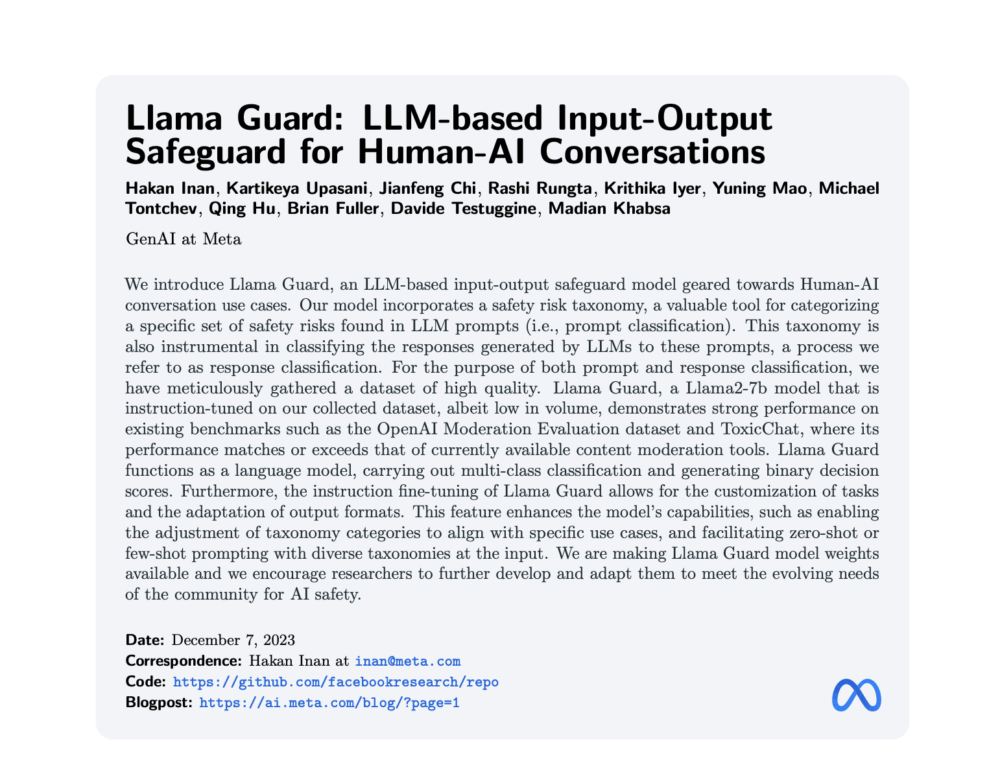 Llama Guard: LLM-based Input-Output
Safeguard for Human-AI Conversations
Hakan Inan, Kartikeya Upasani, Jianfeng Chi, Rashi Rungta, Krithika Iyer, Yuning Mao, Michael
Tontchev, Qing Hu, Brian Fuller, Davide Testuggine, Madian Khabsa
GenAI at Meta
We introduce Llama Guard, an LLM-based input-output safeguard model geared towards Human-AI
conversation use cases. Our model incorporates a safety risk taxonomy, a valuable tool for categorizing
a specific set of safety risks found in LLM prompts (i.e., prompt classification). This taxonomy is
also instrumental in classifying the responses generated by LLMs to these prompts, a process we
refer to as response classification. For the purpose of both prompt and response classification, we
have meticulously gathered a dataset of high quality. Llama Guard, a Llama2-7b model that is
instruction-tuned on our collected dataset, albeit low in volume, demonstrates strong performance on
existing benchmarks such as the OpenAI Moderation Evaluation dataset and ToxicChat, where its
performance matches or exceeds that of currently available content moderation tools. Llama Guard
functions as a language model, carrying out multi-class classification and generating binary decision
scores. Furthermore, the instruction fine-tuning of Llama Guard allows for the customization of tasks
and the adaptation of output formats. This feature enhances the model's capabilities, such as enabling
the adjustment of taxonomy categories to align with specific use cases, and facilitating zero-shot or
few-shot prompting with diverse taxonomies at the input. We are making Llama Guard model weights
available and we encourage researchers to further develop and adapt them to meet the evolving needs
of the community for AI safety.
Date: December 7, 2023
Correspondence: Hakan Inan at inan@meta.com
Code: https://github.com/facebookresearch/repo
Blogpost: https://ai.meta.com/blog/?page=1